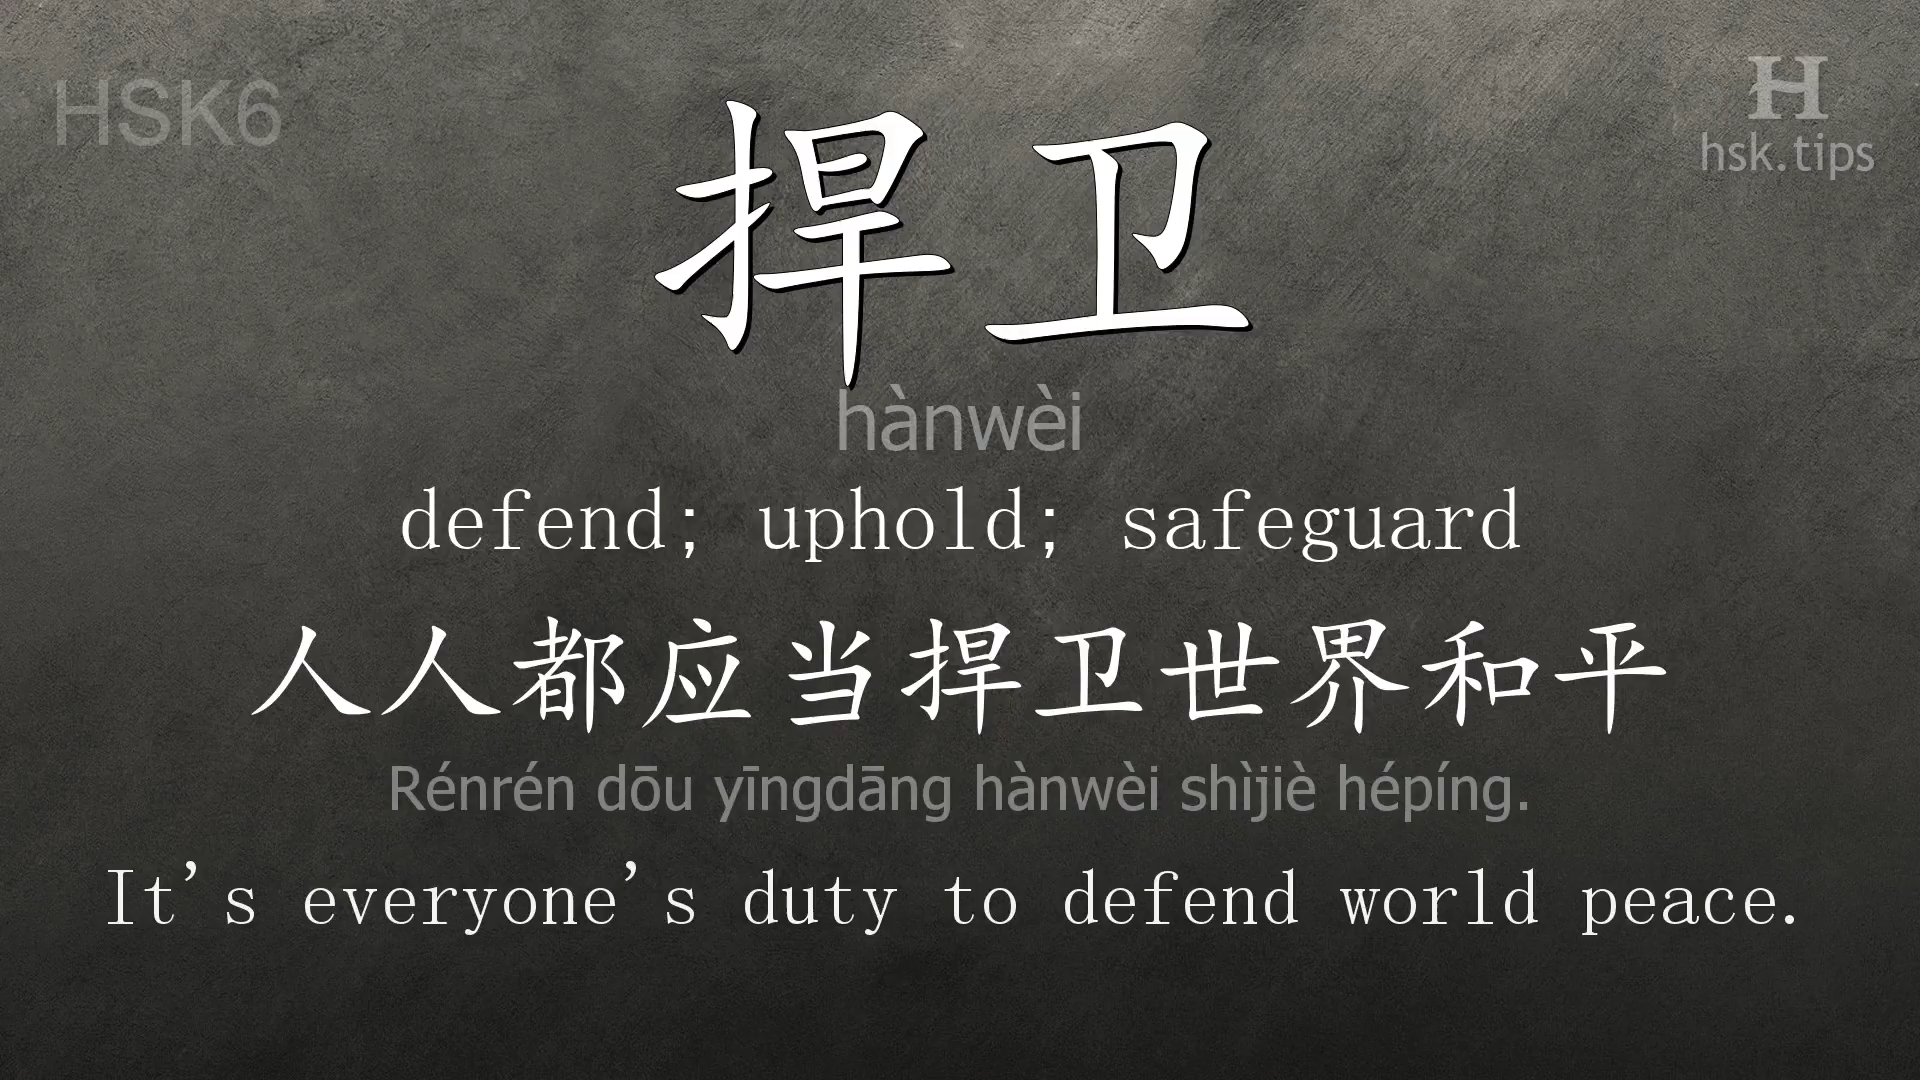 HSK6
H
hsk.tips
捍卫
hànwèi
defend; uphold; safeguard
人人都应当捍卫世界和平
Rénrén dōu yīngdāng hànwèi shìjiè hépíng.
It's everyone's duty to defend world peace.